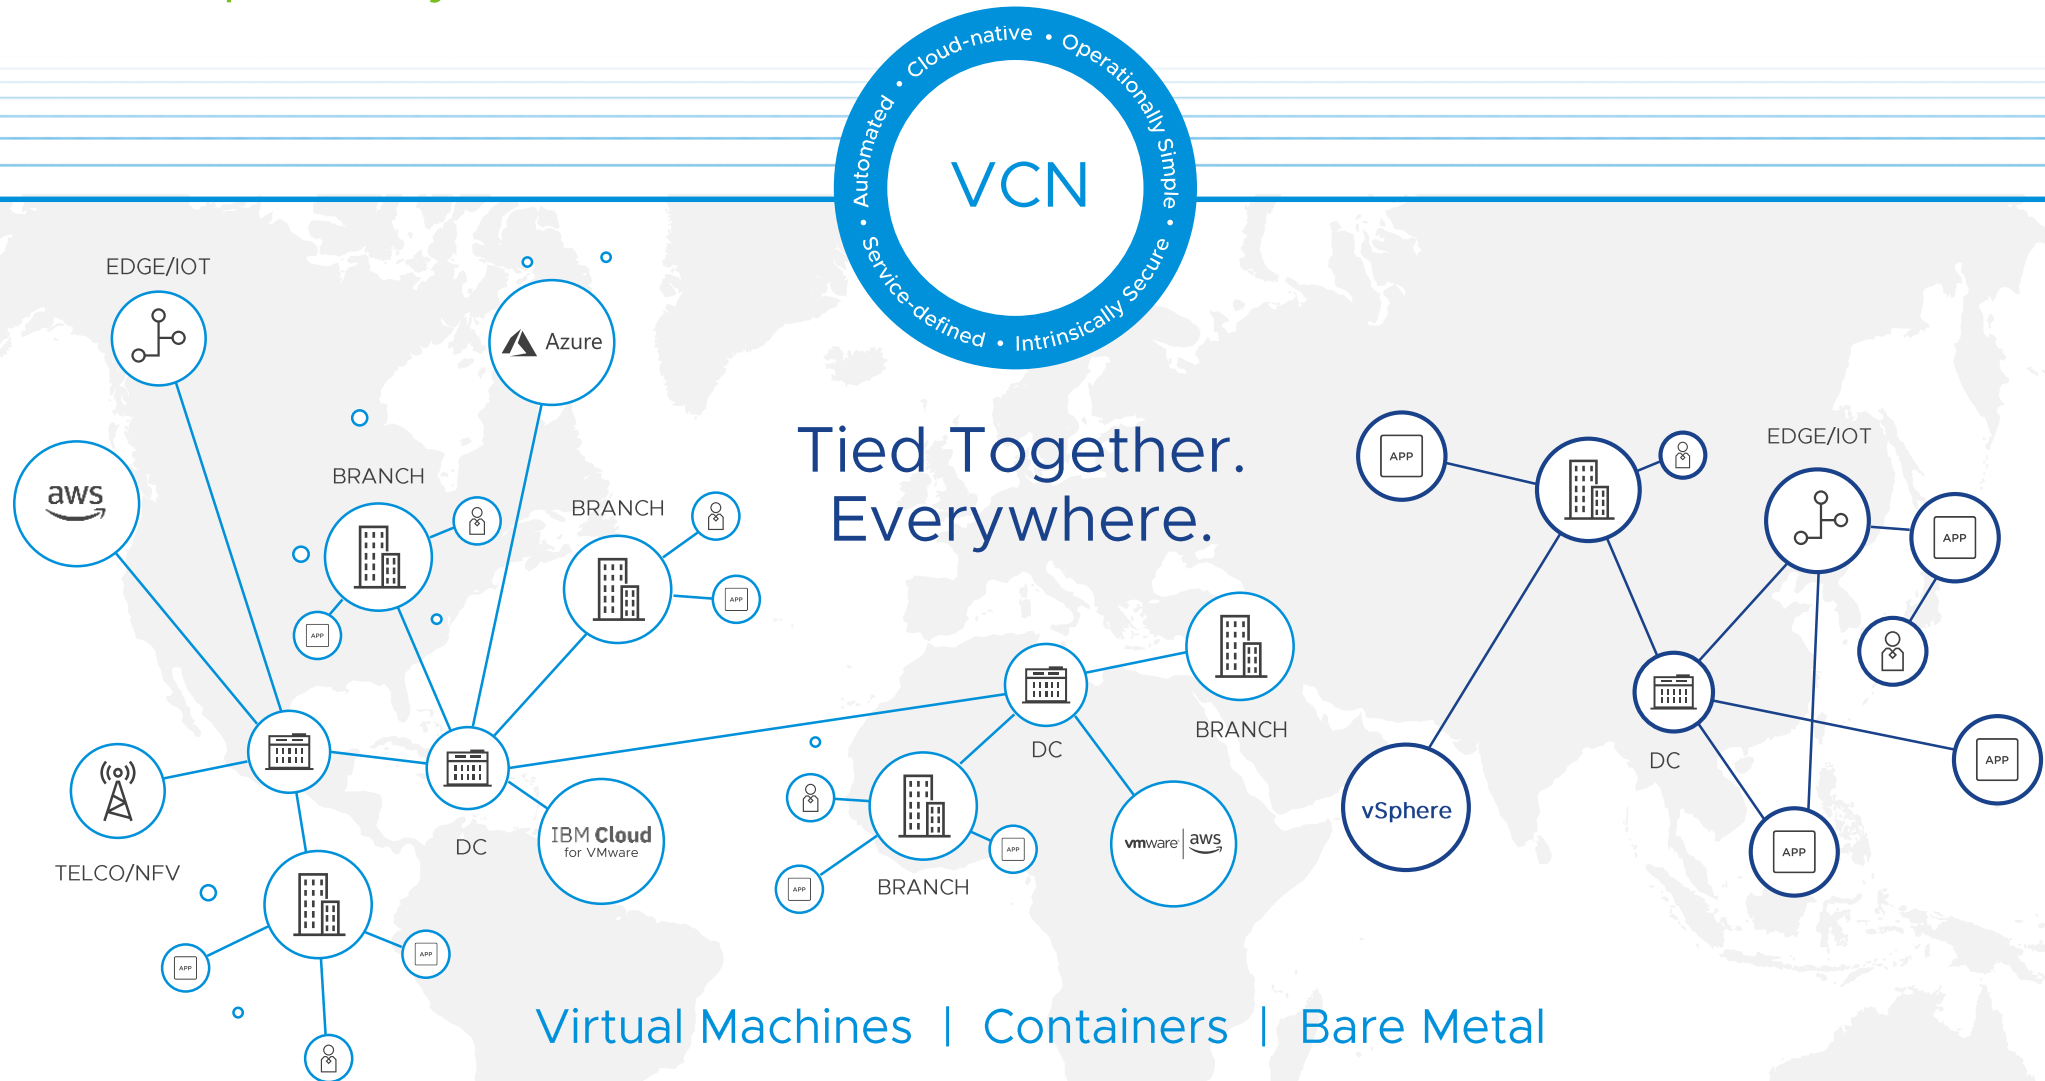 Automated • Cloud-native • Operationally Simple •
Service-defined • Intrinsically Secure •
VCN
EDGE/IOT
Azure
Tied Together.
Everywhere.
aws
BRANCH
BRANCH
APP
APP
BRANCH
DC
TELCO/NFV
DC
IBM Cloud
for VMware
APP
APP
BRANCH
APP
APP
vmware | aws
APP
EDGE/IOT
APP
DC
APP
vSphere
APP
Virtual Machines | Containers | Bare Metal